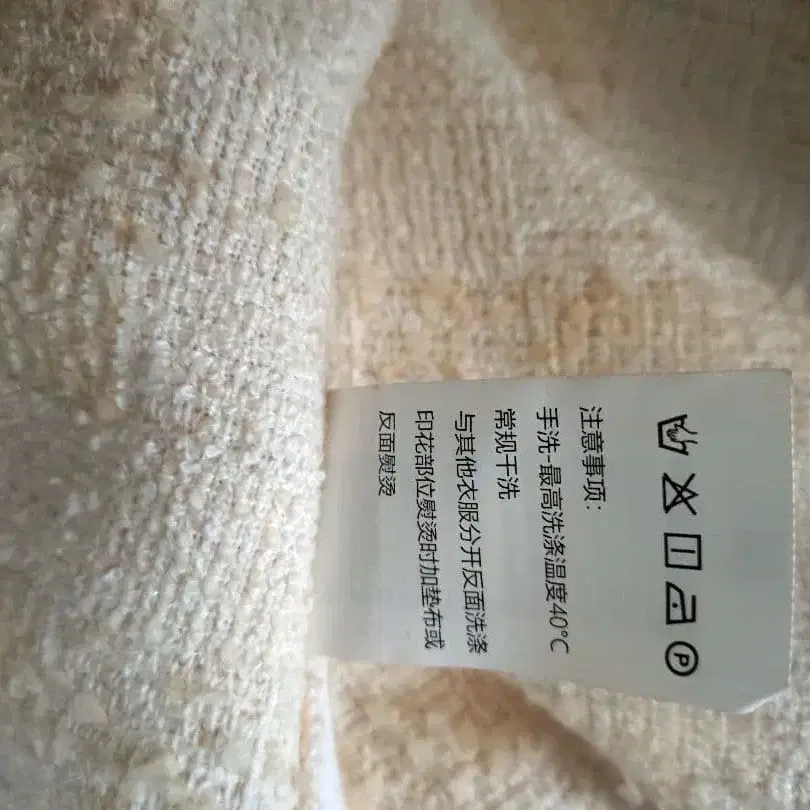 注意事项:
手洗-最高洗涤温度40°C
常规干洗
与其他衣服分开反面洗涤
印花部位熨烫时加垫布或
反面熨烫
P